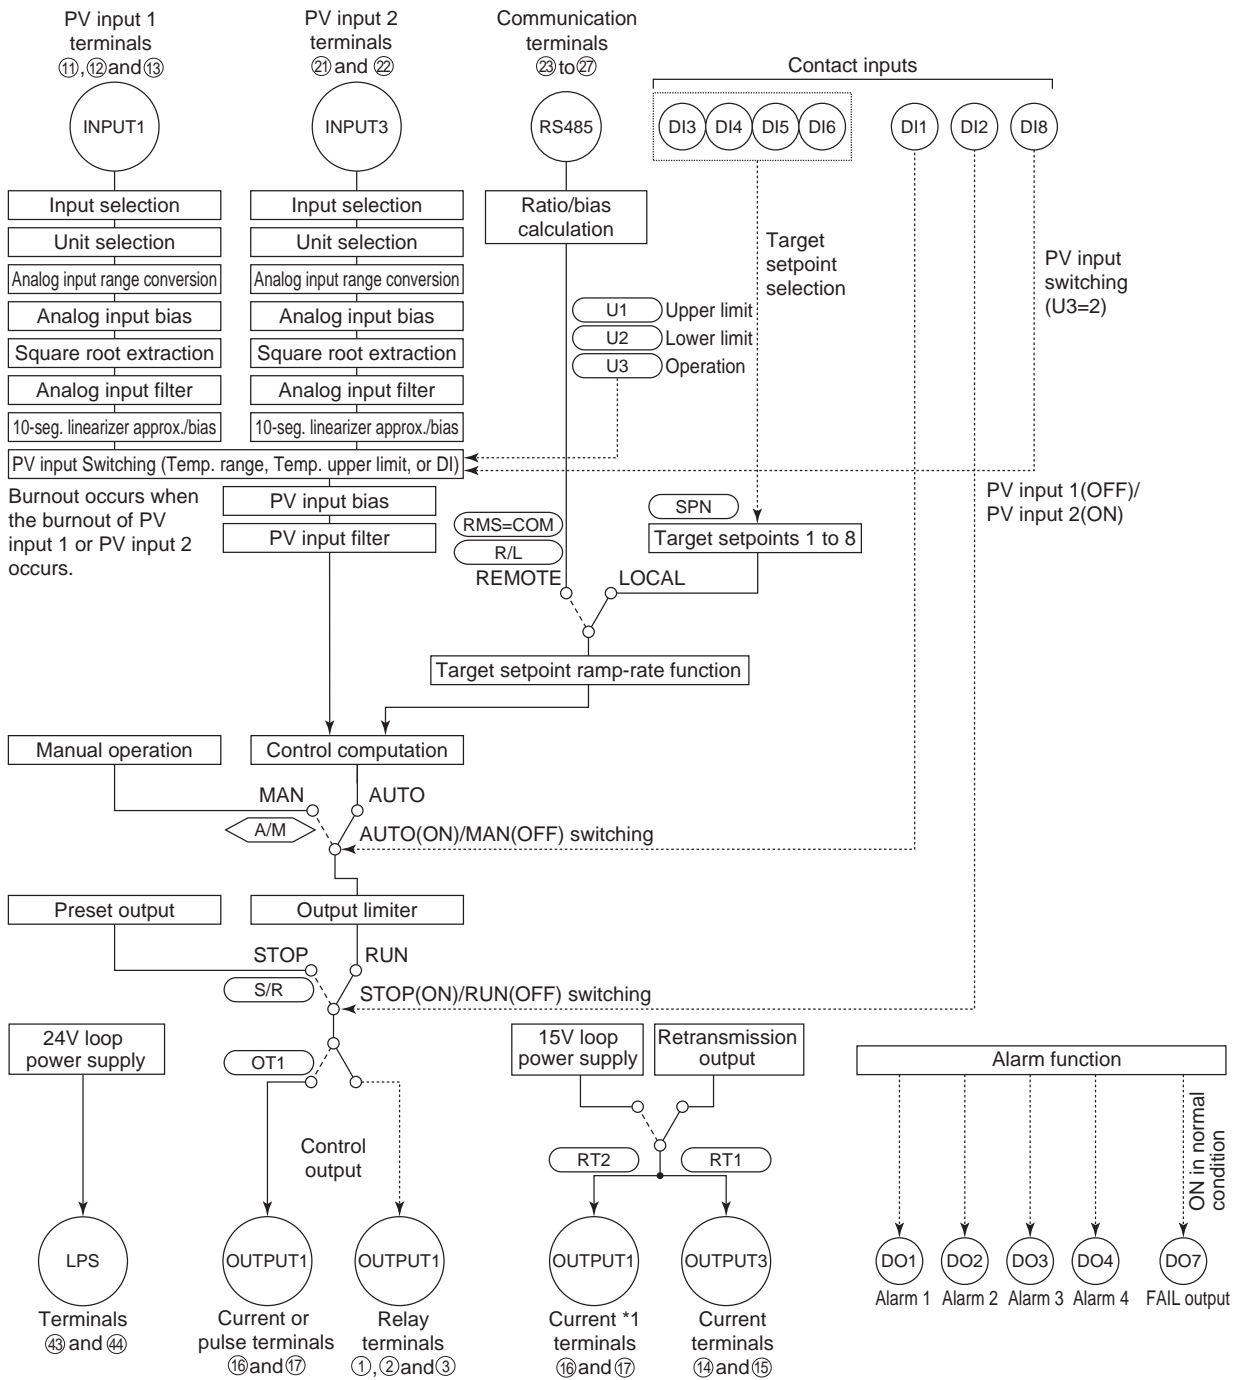 PV input 1
terminals
⑪,⑫and⑬
PV input 2
terminals
㉑ and ㉒
Communication
terminals
㉓to㉗
Contact inputs
INPUT1
INPUT3
RS485
DI3
DI4
DI5
DI6
DI1
DI2
DI8
Input selection
Unit selection
Analog input range conversion
Analog input bias
Square root extraction
Analog input filter
10-seg. linearizer approx./bias
Input selection
Unit selection
Analog input range conversion
Analog input bias
Square root extraction
Analog input filter
10-seg. linearizer approx./bias
Ratio/bias
calculation
Target
setpoint
selection
PV input
switching
(U3=2)
U1 Upper limit
U2 Lower limit
U3 Operation
PV input Switching (Temp. range, Temp. upper limit, or DI)
Burnout occurs when
the burnout of PV
input 1 or PV input 2
occurs.
PV input bias
PV input filter
PV input 1(OFF)/
PV input 2(ON)
RMS=COM
R/L
SPN
Target setpoints 1 to 8
REMOTE
LOCAL
Target setpoint ramp-rate function
Manual operation
Control computation
MAN
AUTO
A/M
AUTO(ON)/MAN(OFF) switching
Preset output
Output limiter
STOP
RUN
S/R
STOP(ON)/RUN(OFF) switching
24V loop
power supply
OT1
15V loop
power supply
Retransmission
output
Alarm function
Control
output
RT2
RT1
ON in normal
condition
LPS
OUTPUT1
OUTPUT1
OUTPUT1
OUTPUT3
DO1
DO2
DO3
DO4
DO7
Alarm 1
Alarm 2
Alarm 3
Alarm 4
FAIL output
Terminals
㊸ and ㊹
Current or
pulse terminals
⑯and⑰
Relay
terminals
①,②and③
Current *1
terminals
⑯and⑰
Current
terminals
⑭and⑮